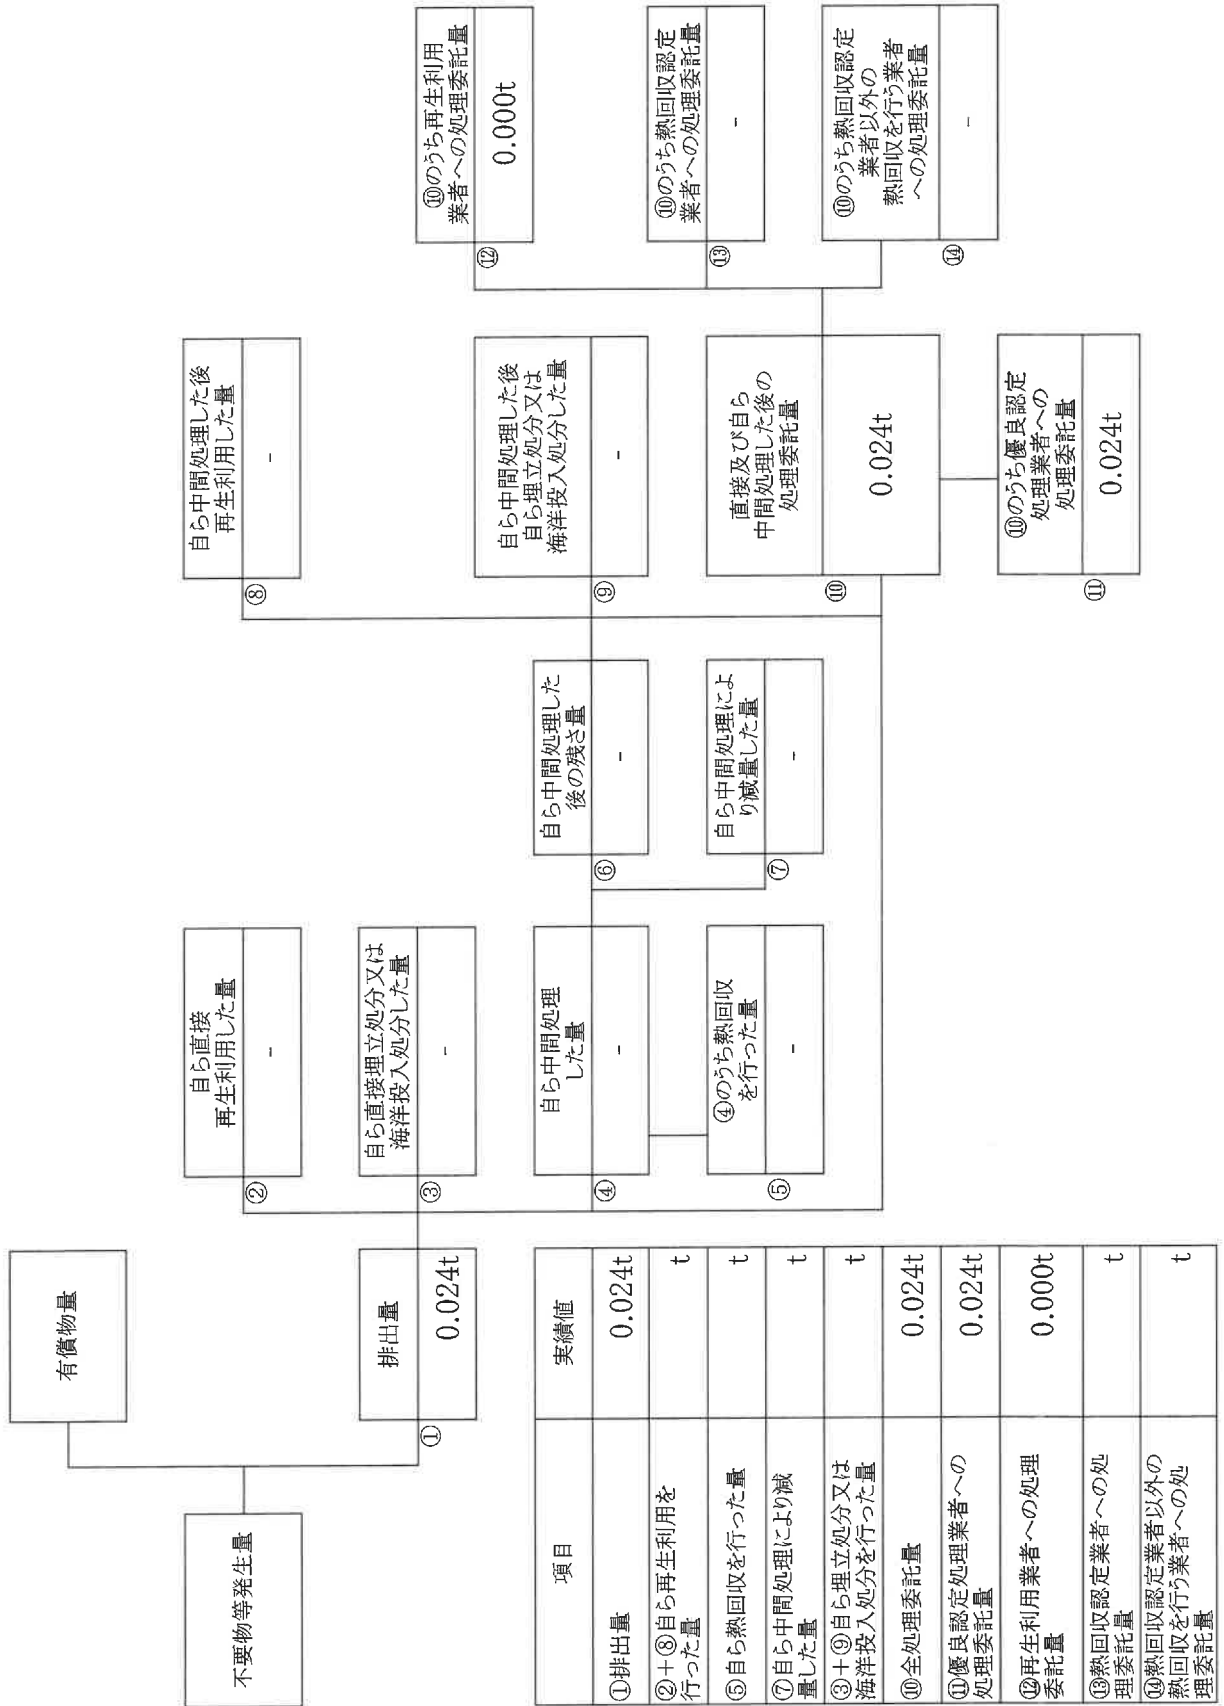 有償物量
不要物等発生量
①
排出量
0.024t
②
自ら直接
再生利用した量
-
③
自ら直接埋立処分又は
海洋投入処分した量
-
④
自ら中間処理
した量
-
⑤
④のうち熱回収
を行った量
-
⑥
自ら中間処理した
後の残さ量
-
⑦
自ら中間処理によ
り減量した量
-
⑧
自ら中間処理した後
再生利用した量
-
⑨
自ら中間処理した後
自ら埋立処分又は
海洋投入処分した量
-
⑩
直接及び自ら
中間処理した後の
処理委託量
0.024t
⑪
⑩のうち優良認定
処理業者への
処理委託量
0.024t
⑫
⑩のうち再生利用
業者への処理委託量
0.000t
⑬
⑩のうち熱回収認定
業者への処理委託量
-
⑭
⑩のうち熱回収認定
業者以外の
熱回収を行う業者
への処理委託量
-
項目 実績値
①排出量 0.024t
②+⑧自ら再生利用を
行った量 t
⑤自ら熱回収を行った量 t
⑦自ら中間処理により減
量した量 t
③+⑨自ら埋立処分又は
海洋投入処分を行った量 t
⑩全処理委託量 0.024t
⑪優良認定処理業者への
処理委託量 0.024t
⑫再生利用業者への処理
委託量 0.000t
⑬熱回収認定業者への処
理委託量 t
⑭熱回収認定業者以外の
熱回収を行う業者への処
理委託量 t